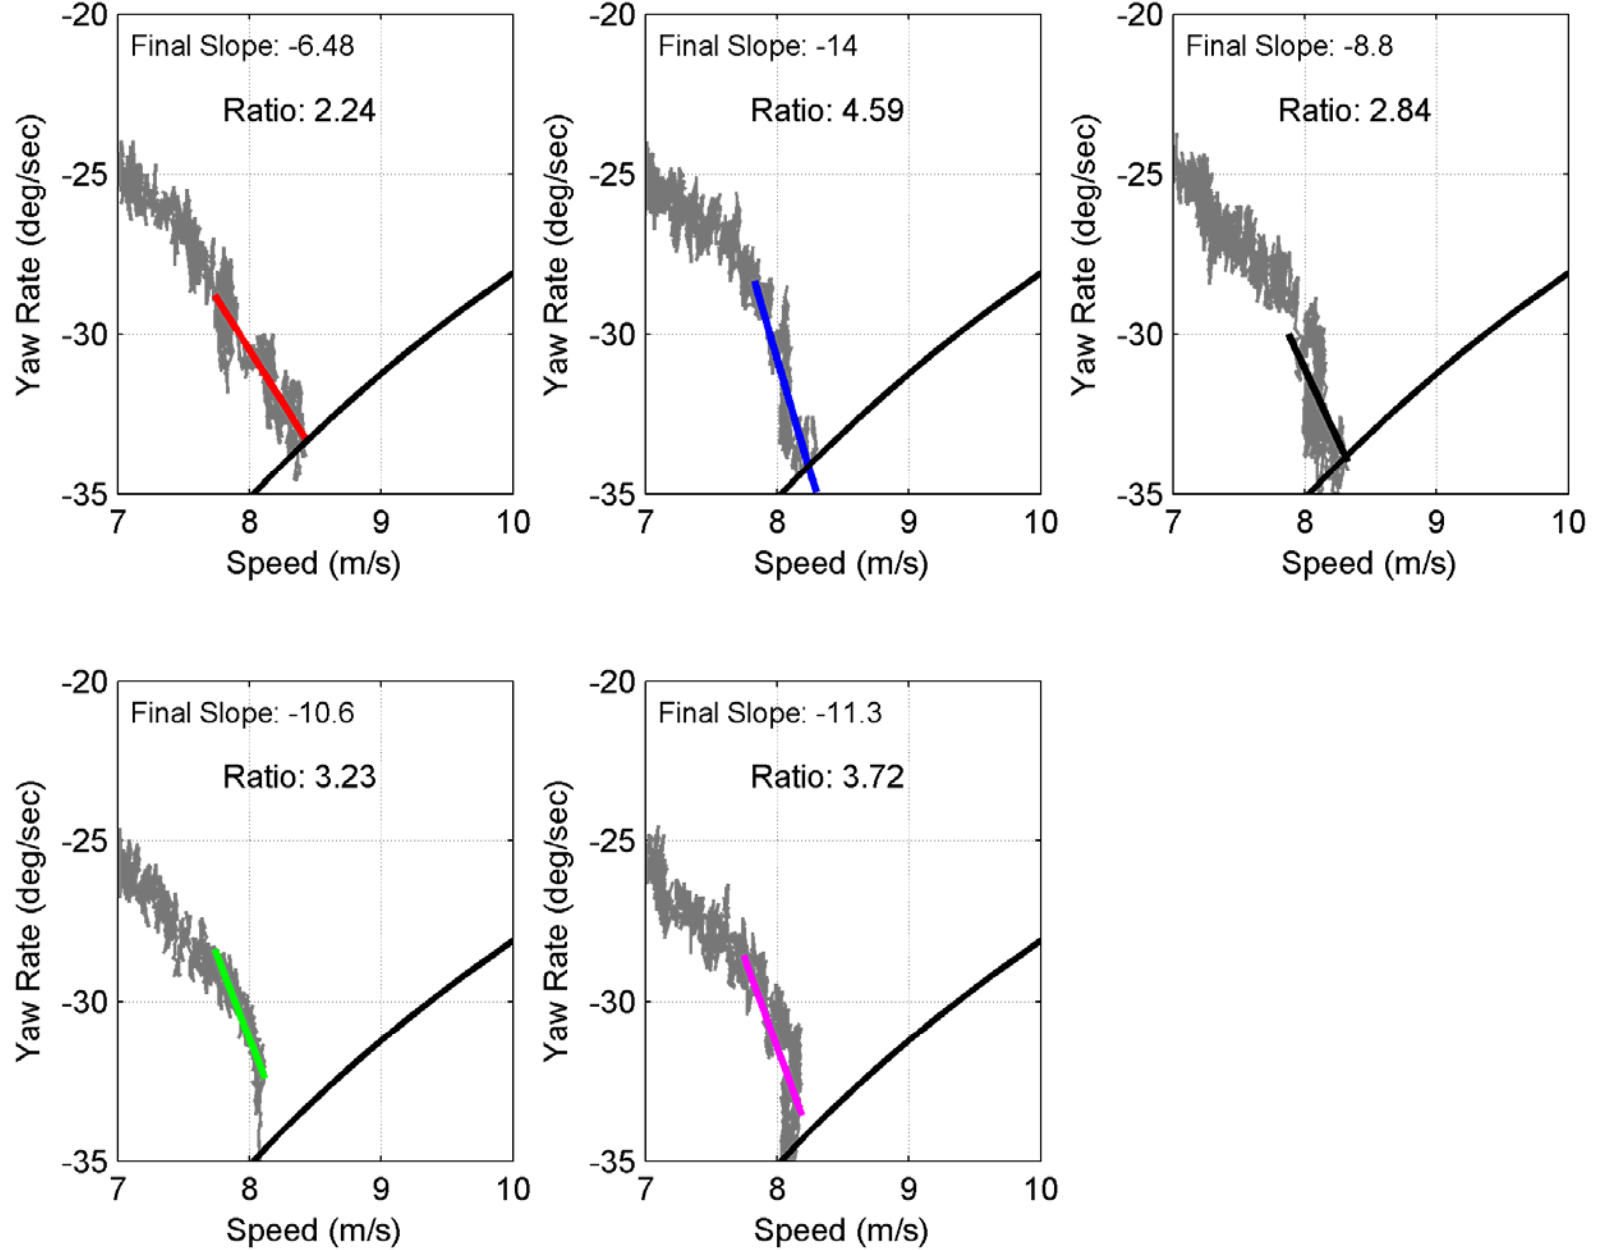 Final Slope: -6.48
Ratio: 2.24
-20
-25
-30
-35
7 8 9 10
Yaw Rate (deg/sec)
Speed (m/s)
Final Slope: -14
Ratio: 4.59
-20
-25
-30
-35
7 8 9 10
Yaw Rate (deg/sec)
Speed (m/s)
Final Slope: -8.8
Ratio: 2.84
-20
-25
-30
-35
7 8 9 10
Yaw Rate (deg/sec)
Speed (m/s)
Final Slope: -10.6
Ratio: 3.23
-20
-25
-30
-35
7 8 9 10
Yaw Rate (deg/sec)
Speed (m/s)
Final Slope: -11.3
Ratio: 3.72
-20
-25
-30
-35
7 8 9 10
Yaw Rate (deg/sec)
Speed (m/s)